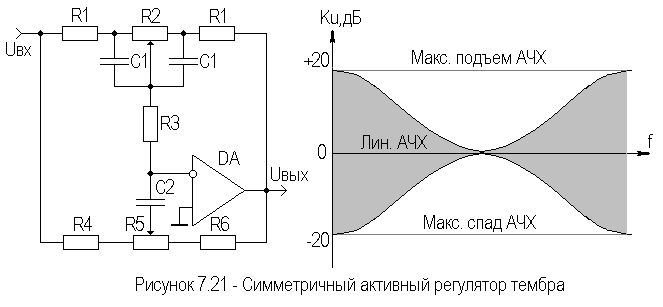 R1 R2 R1
Uвх
C1 C1
R3
DA
C2
Uвых
R4 R5 R6
Кu,дБ
+20
Макс. подъем АЧХ
Лин. АЧХ
f
0
Макс. спад АЧХ
-20
Рисунок 7.21 - Симметричный активный регулятор тембра